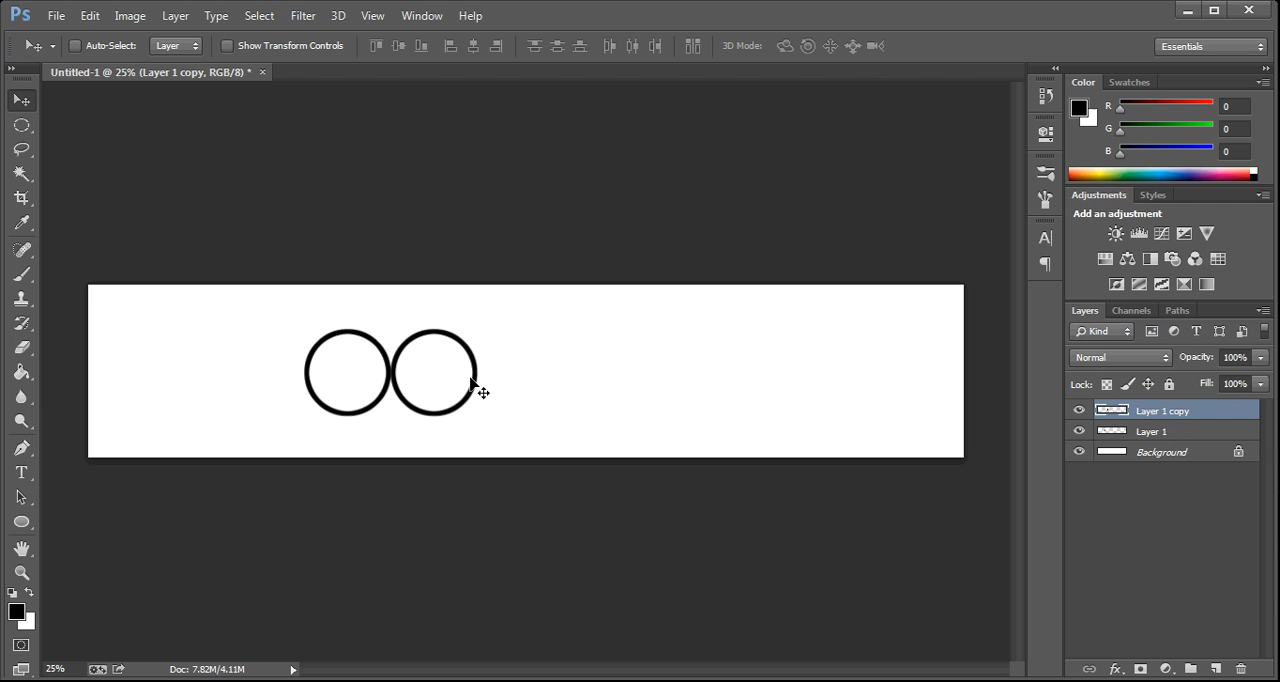 Ps File Edit Image Layer Type Select Filter 3D View Window Help
Auto-Select: Layer Show Transform Controls 3D Mode: Essentials
Untitled-1 @ 25% (Layer 1 copy, RGB/8) * ×
Color Swatches
R 0
G 0
B 0
Adjustments Styles
Add an adjustment
Layers Channels Paths
Kind T
Normal Opacity: 100%
Lock: Fill: 100%
Layer 1 copy
Layer 1
Background
T
A
25% Doc: 7.82M/4.11M
fx